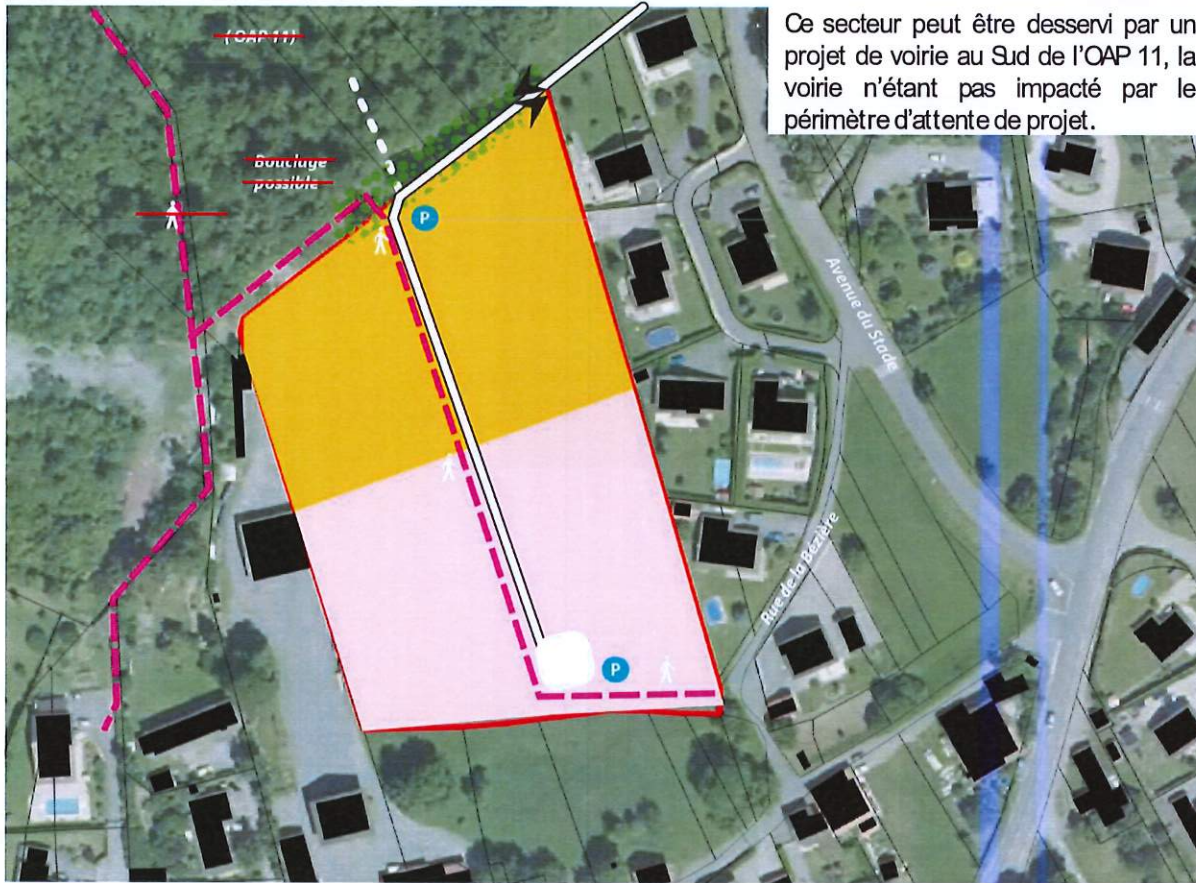 Ce secteur peut être desservi par un
projet de voirie au Sud de l'OAP 11, la
voirie n'étant pas impacté par le
périmètre d'attente de projet.
(OAP 11)
Bouclage
possible
P
Avenue du Stade
Rue de la Bézière
P